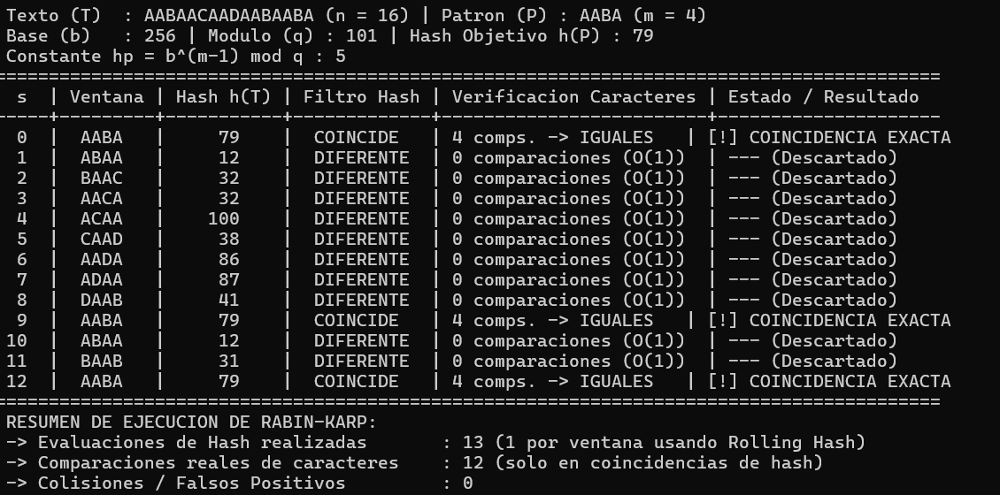 Texto (T)  : AABAACAADAABAABA (n = 16) | Patron (P) : AABA (m = 4)
Base (b)   : 256 | Modulo (q) : 101 | Hash Objetivo h(P) : 79
Constante hp = b^(m-1) mod q : 5
s | Ventana | Hash h(T) | Filtro Hash | Verificacion Caracteres | Estado / Resultado
0 | AABA | 79 | COINCIDE | 4 comps. -> IGUALES | [!] COINCIDENCIA EXACTA
1 | ABAA | 12 | DIFERENTE | 0 comparaciones (O(1)) | --- (Descartado)
2 | BAAC | 32 | DIFERENTE | 0 comparaciones (O(1)) | --- (Descartado)
3 | AACA | 32 | DIFERENTE | 0 comparaciones (O(1)) | --- (Descartado)
4 | ACAA | 100 | DIFERENTE | 0 comparaciones (O(1)) | --- (Descartado)
5 | CAAD | 38 | DIFERENTE | 0 comparaciones (O(1)) | --- (Descartado)
6 | AADA | 86 | DIFERENTE | 0 comparaciones (O(1)) | --- (Descartado)
7 | ADAA | 87 | DIFERENTE | 0 comparaciones (O(1)) | --- (Descartado)
8 | DAAB | 41 | DIFERENTE | 0 comparaciones (O(1)) | --- (Descartado)
9 | AABA | 79 | COINCIDE | 4 comps. -> IGUALES | [!] COINCIDENCIA EXACTA
10 | ABAA | 12 | DIFERENTE | 0 comparaciones (O(1)) | --- (Descartado)
11 | BAAB | 31 | DIFERENTE | 0 comparaciones (O(1)) | --- (Descartado)
12 | AABA | 79 | COINCIDE | 4 comps. -> IGUALES | [!] COINCIDENCIA EXACTA
RESUMEN DE EJECUCION DE RABIN-KARP:
-> Evaluaciones de Hash realizadas : 13 (1 por ventana usando Rolling Hash)
-> Comparaciones reales de caracteres : 12 (solo en coincidencias de hash)
-> Colisiones / Falsos Positivos : 0